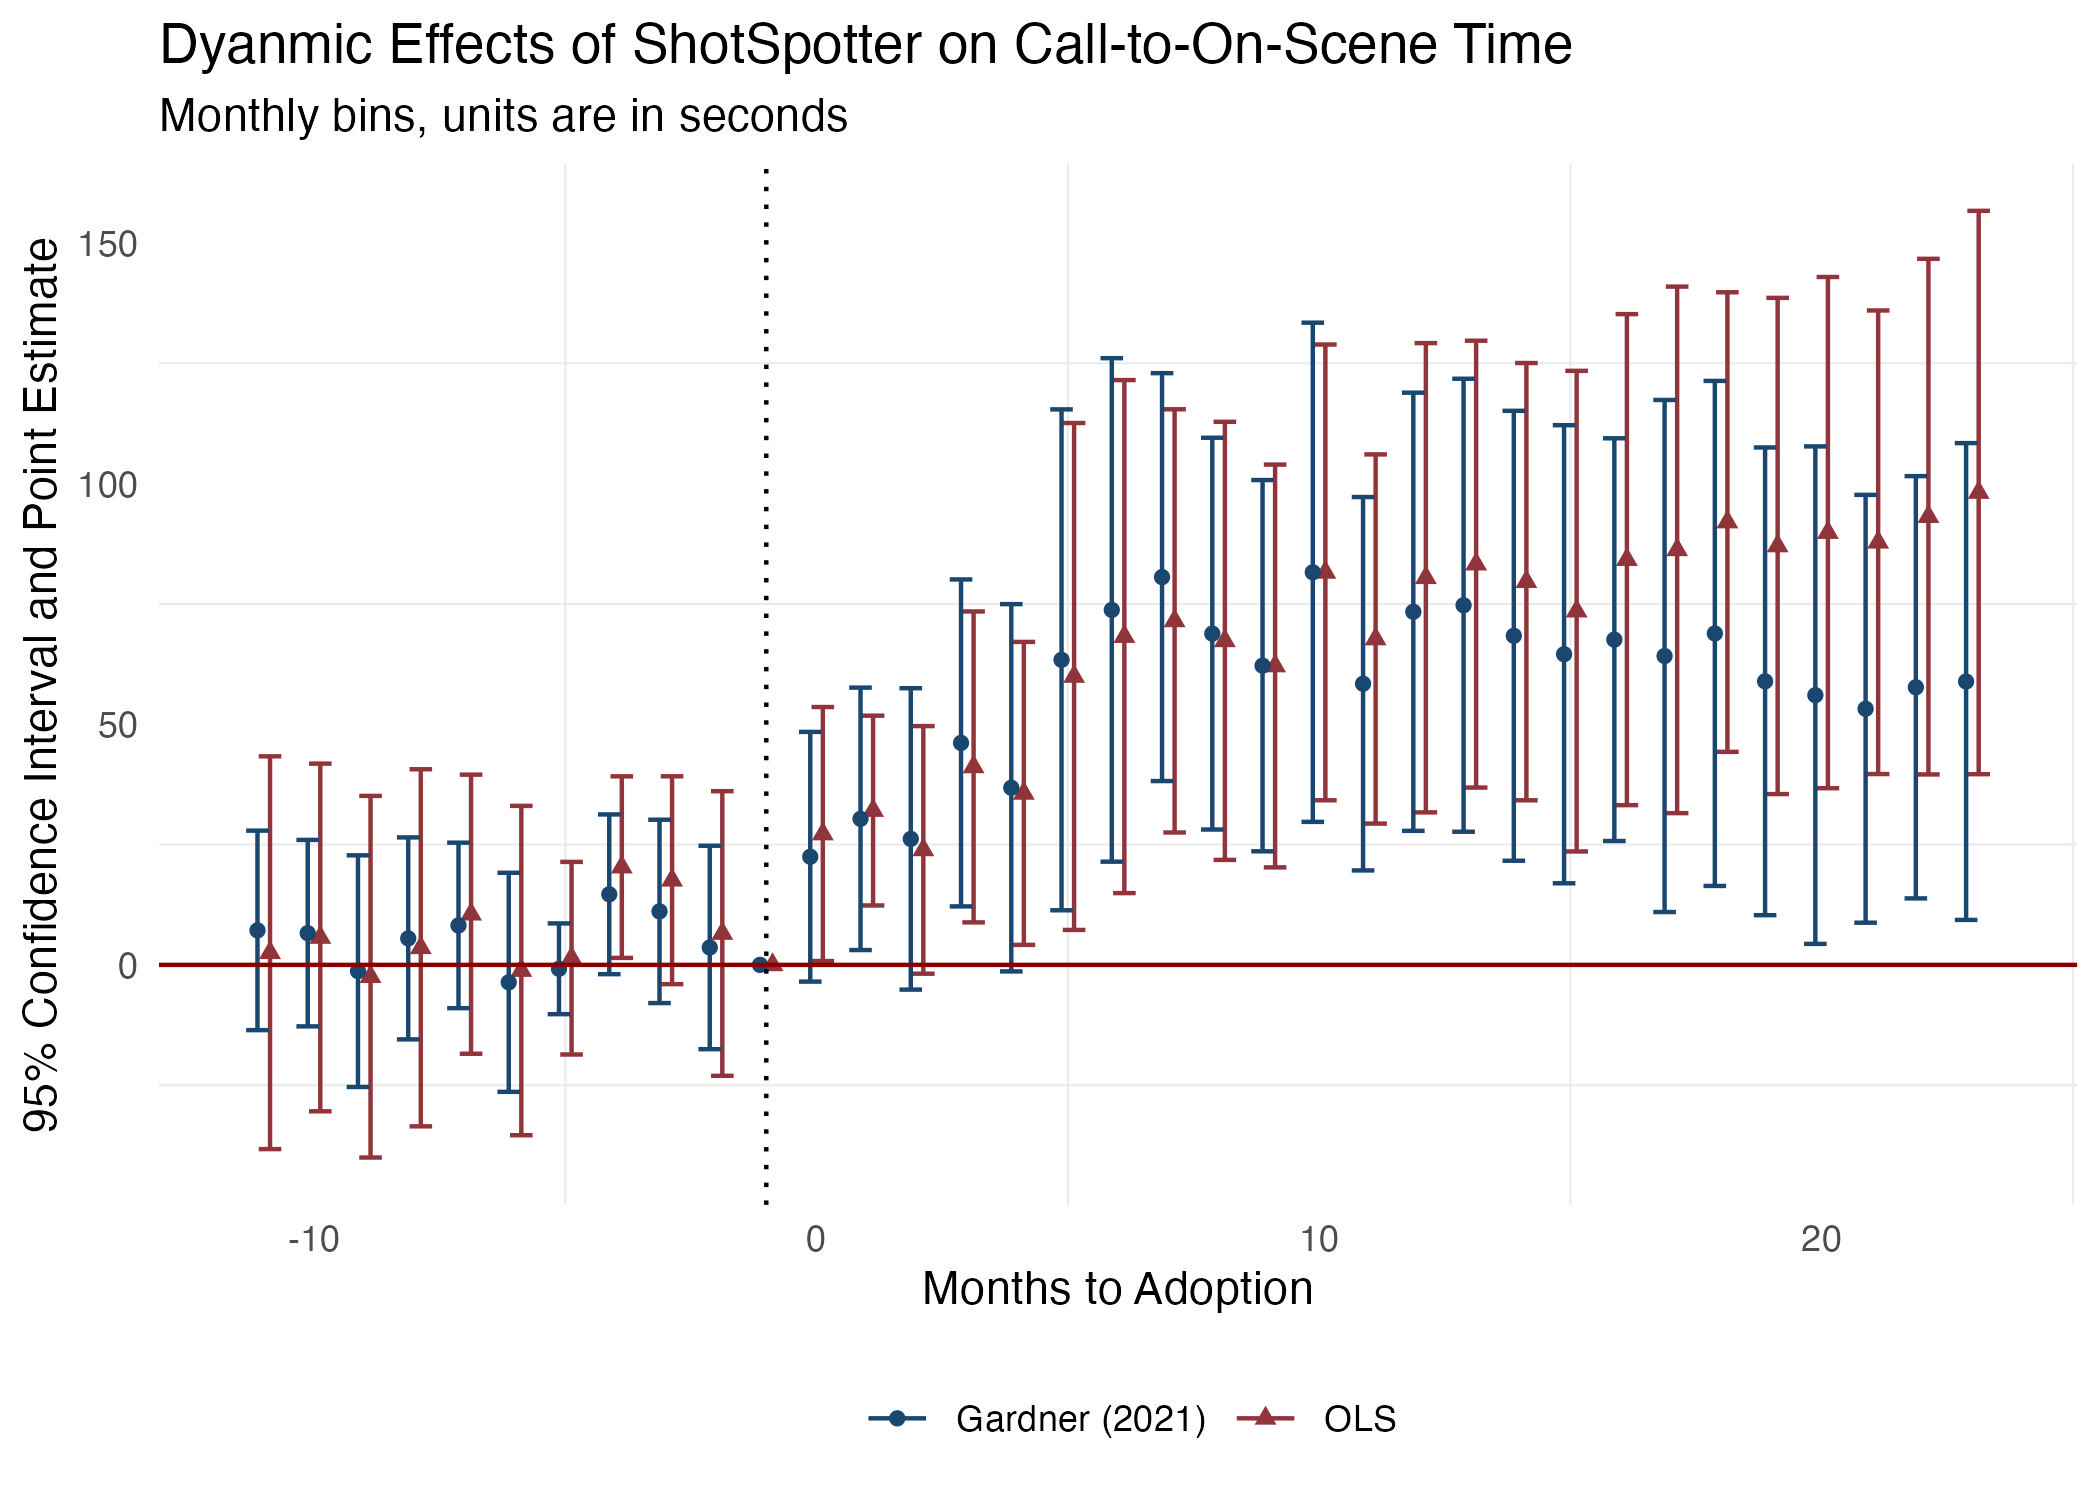 Dyanmic Effects of ShotSpotter on Call-to-On-Scene Time
Monthly bins, units are in seconds
95% Confidence Interval and Point Estimate
150
100
50
0
-10 0 10 20
Months to Adoption
Gardner (2021) OLS